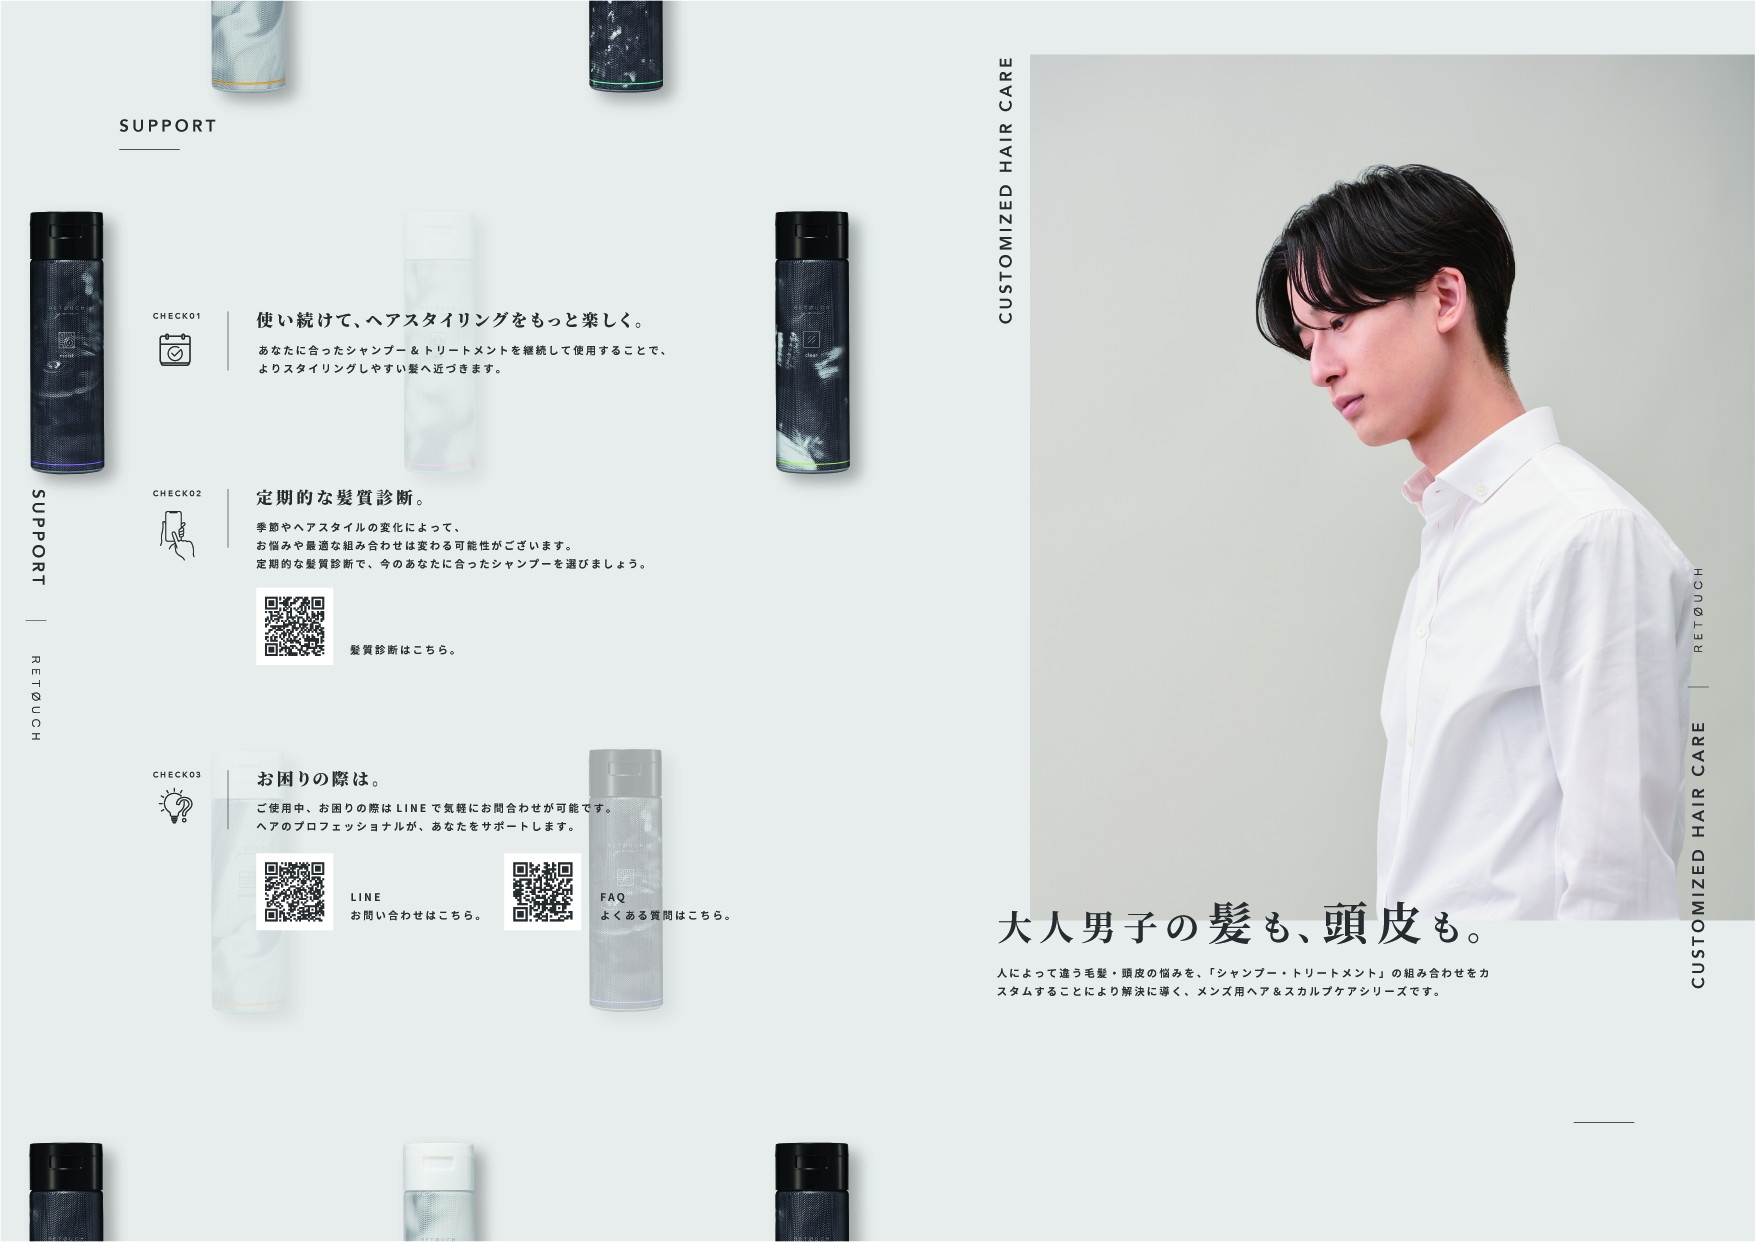 SUPPORT
CHECK01
使い続けて、ヘアスタイリングをもっと楽しく。
あなたに合ったシャンプー & トリートメントを継続して使用することで、
よりスタイリングしやすい髪へ近づきます。
CHECK02
定期的な髪質診断。
季節やヘアスタイルの変化によって、
お悩みや最適な組み合わせは変わる可能性がございます。
定期的な髪質診断で、今のあなたに合ったシャンプーを選びましょう。
髪質診断はこちら。
CHECK03
お困りの際は。
ご使用中、お困りの際は LINE で気軽にお問合わせが可能です。
ヘアのプロフェッショナルが、あなたをサポートします。
LINE
お問い合わせはこちら。
FAQ
よくある質問はこちら。
SUPPORT
RETØUCH
RETØUCH
moist
RETØUCH
clear
CUSTOMIZED HAIR CARE
大人男子の髪も、頭皮も。
人によって違う毛髪・頭皮の悩みを、「シャンプー・トリートメント」の組み合わせをカ
スタムすることにより解決に導く、メンズ用ヘア＆スカルプケアシリーズです。
RETØUCH
CUSTOMIZED HAIR CARE